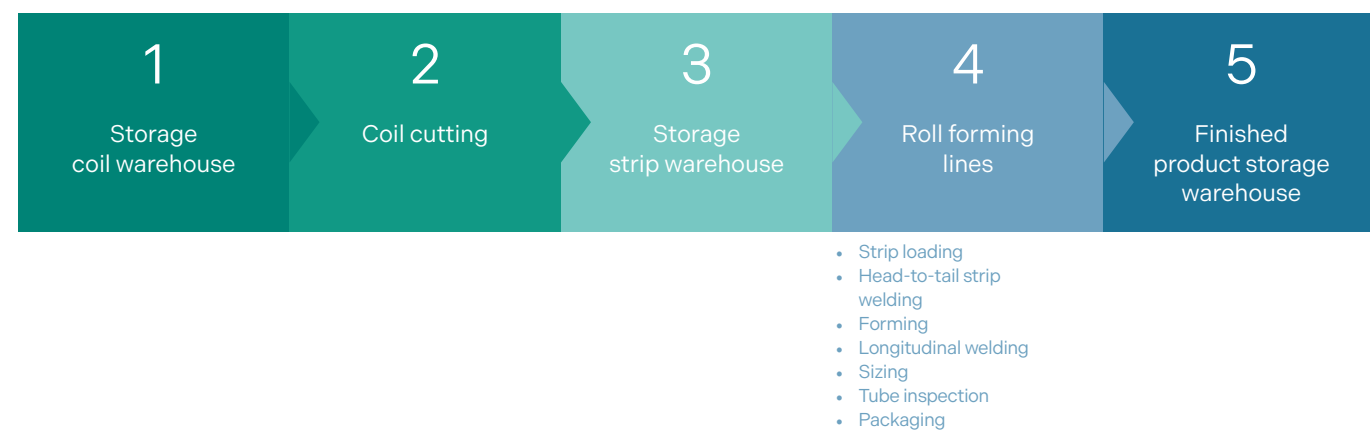 1
Storage
coil warehouse
2
Coil cutting
3
Storage
strip warehouse
4
Roll forming
lines
5
Finished
product storage
warehouse
• Strip loading
• Head-to-tail strip
welding
• Forming
• Longitudinal welding
• Sizing
• Tube inspection
• Packaging